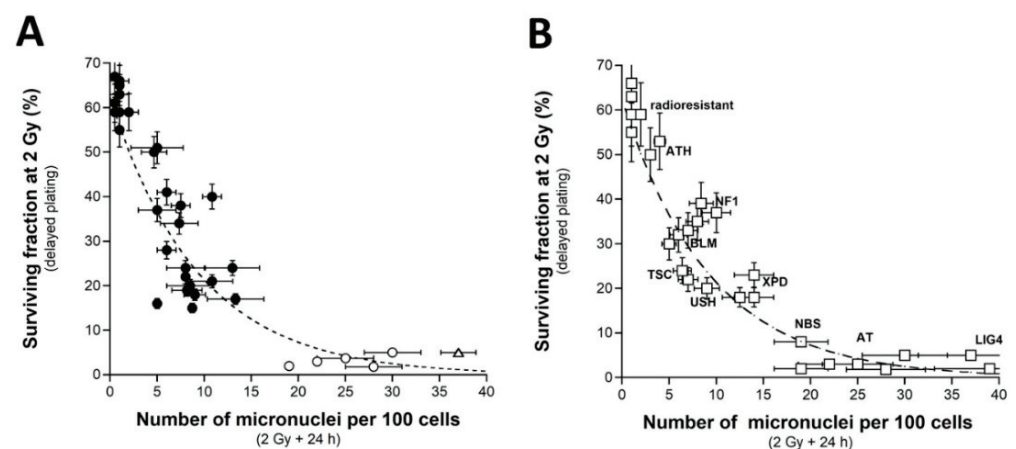 A
Surviving fraction at 2 Gy (%)
(delayed plating)
70
60
50
40
30
20
10
0
0 5 10 15 20 25 30 35 40
Number of micronuclei per 100 cells
(2 Gy + 24 h)
B
Surviving fraction at 2 Gy (%)
(delayed plating)
70
60
50
40
30
20
10
0
radioresistant
ATH
NF1
BLM
TSC
USH
XPD
NBS
AT
LIG4
0 5 10 15 20 25 30 35 40
Number of micronuclei per 100 cells
(2 Gy + 24 h)